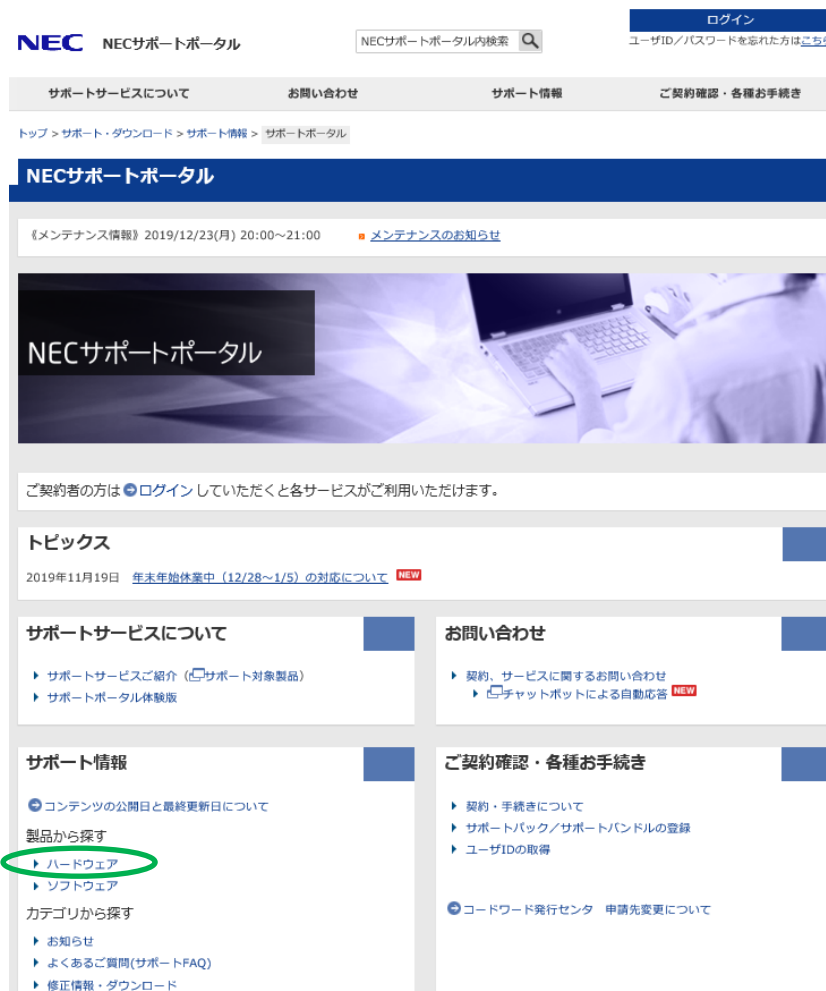 ログイン
NEC NECサポートポータル
NECサポートポータル内検索
ユーザID／パスワードを忘れた方はこちら
サポートサービスについて お問い合わせ サポート情報 ご契約確認・各種お手続き
トップ > サポート・ダウンロード > サポート情報 > サポートポータル
NECサポートポータル
《メンテナンス情報》2019/12/23(月) 20:00～21:00 メンテナンスのお知らせ
NECサポートポータル
ご契約者の方は ログイン していただくと各サービスがご利用いただけます。
トピックス
2019年11月19日 年末年始休業中（12/28～1/5）の対応について NEW
サポートサービスについて
サポートサービスご紹介（サポート対象製品）
サポートポータル体験版
お問い合わせ
契約、サービスに関するお問い合わせ
チャットボットによる自動応答 NEW
サポート情報
コンテンツの公開日と最終更新日について
製品から探す
ハードウェア
ソフトウェア
カテゴリから探す
お知らせ
よくあるご質問(サポートFAQ)
修正情報・ダウンロード
ご契約確認・各種お手続き
契約・手続きについて
サポートパック／サポートバンドルの登録
ユーザIDの取得
コードワード発行センタ 申請先変更について